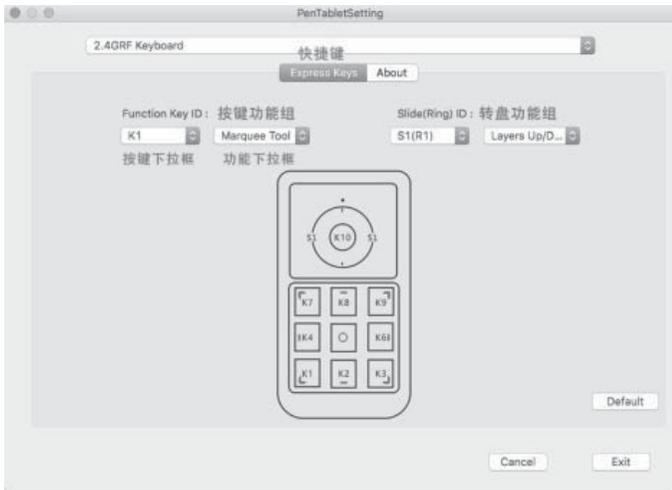 PenTabletSetting
2.4GRF Keyboard
快捷键
Express Keys About
Function Key ID : 按键功能组 Slide(Ring) ID : 转盘功能组
K1 Marquee Tool S1(R1) Layers Up/D...
按键下拉框 功能下拉框
S1 K10 S1
K7 K8 K9
K4 K6
K1 K2 K3
Default
Cancel Exit